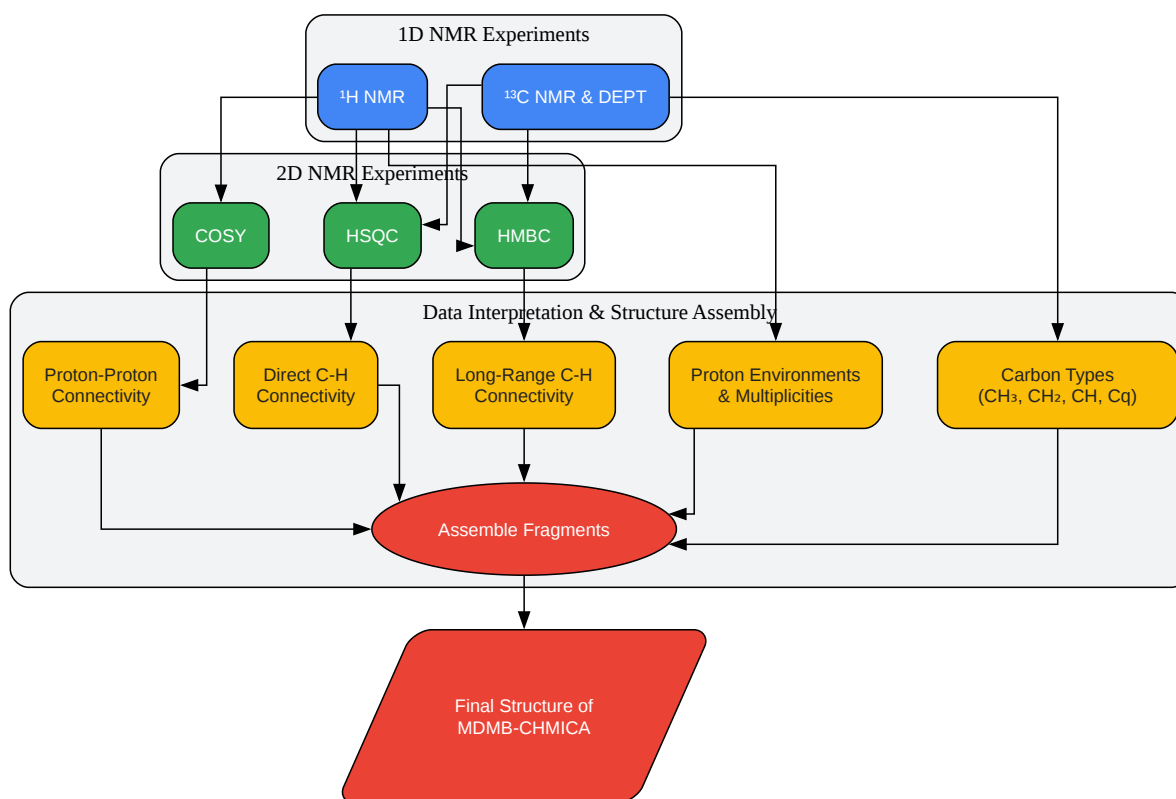 1D NMR Experiments
¹H NMR
¹³C NMR & DEPT
2D NMR Experiments
COSY
HSQC
HMBC
Data Interpretation & Structure Assembly
Proton-Proton
Connectivity
Direct C-H
Connectivity
Long-Range C-H
Connectivity
Proton Environments
& Multiplicities
Carbon Types
(CH₃, CH₂, CH, Cq)
Assemble Fragments
Final Structure of
MDMB-CHMICA